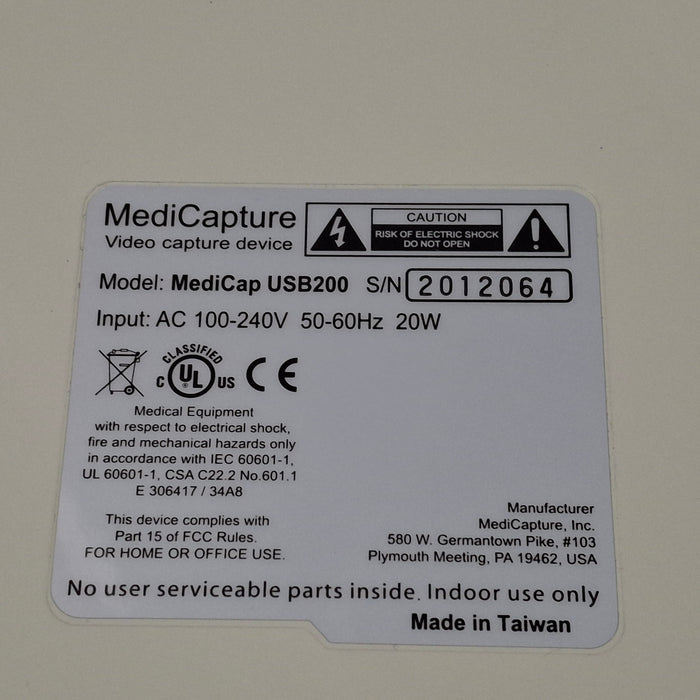 MediCapture
Video capture device
CAUTION
RISK OF ELECTRIC SHOCK
DO NOT OPEN
Model: MediCap USB200 S/N 2012064
Input: AC 100-240V 50-60Hz 20W
CLASSIFIED
C UL ® US CE
Medical Equipment
with respect to electrical shock,
fire and mechanical hazards only
in accordance with IEC 60601-1,
UL 60601-1, CSA C22.2 No.601.1
E 306417 / 34A8
This device complies with
Part 15 of FCC Rules.
FOR HOME OR OFFICE USE.
Manufacturer
MediCapture, Inc.
580 W. Germantown Pike, #103
Plymouth Meeting, PA 19462, USA
No user serviceable parts inside. Indoor use only
Made in Taiwan